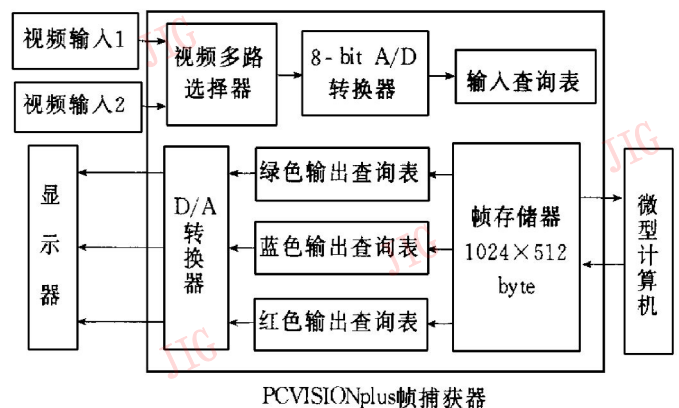 视频输入1
视频输入2
视频多路
选择器
8-bit A/D
转换器
输入查询表
显
示
器
D/A
转
换
器
绿色输出查询表
蓝色输出查询表
红色输出查询表
帧存储器
1024×512
byte
微
型
计
算
机
PCVISIONplus帧捕获器
JIG
JIG
JIG
JIG